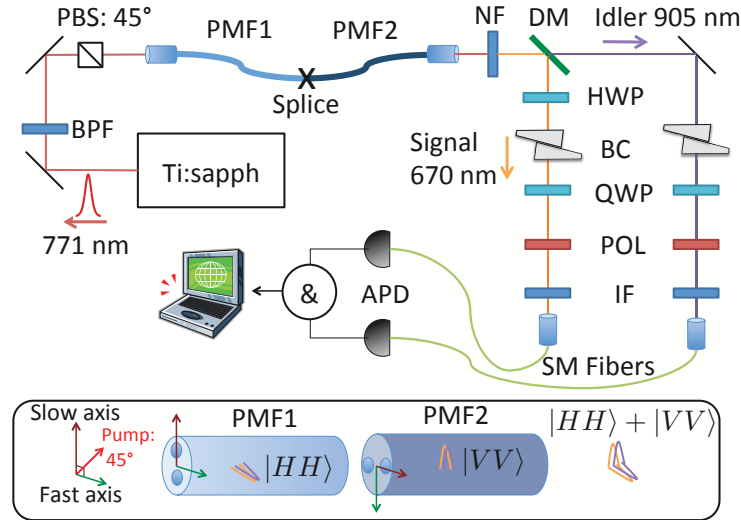 PBS: 45°
PMF1
PMF2
NF
DM
Idler 905 nm
Splice
HWP
BPF
Signal
670 nm
BC
Ti:sapph
QWP
771 nm
POL
&
APD
IF
SM Fibers
Slow axis
Pump:
45°
Fast axis
PMF1
|HH⟩
PMF2
|VV⟩
|HH⟩ + |VV⟩